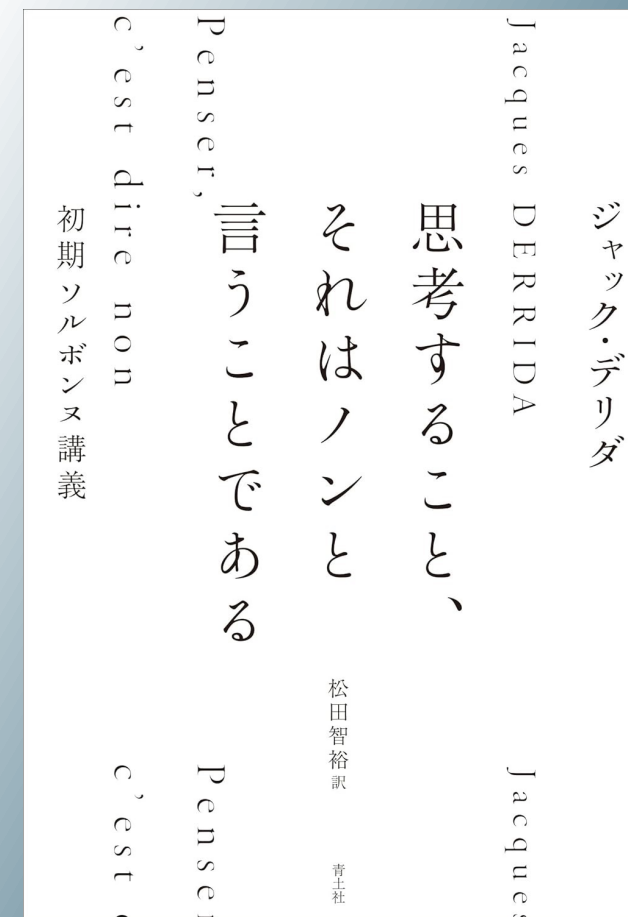 ジャック・デリダ
Jacques DERRIDA
Jacques
思考すること、
それはノンと
言うことである
Penser,
c'est dire non
Penser
c'est
初期ソルボンヌ講義
松田智裕 訳
青土社